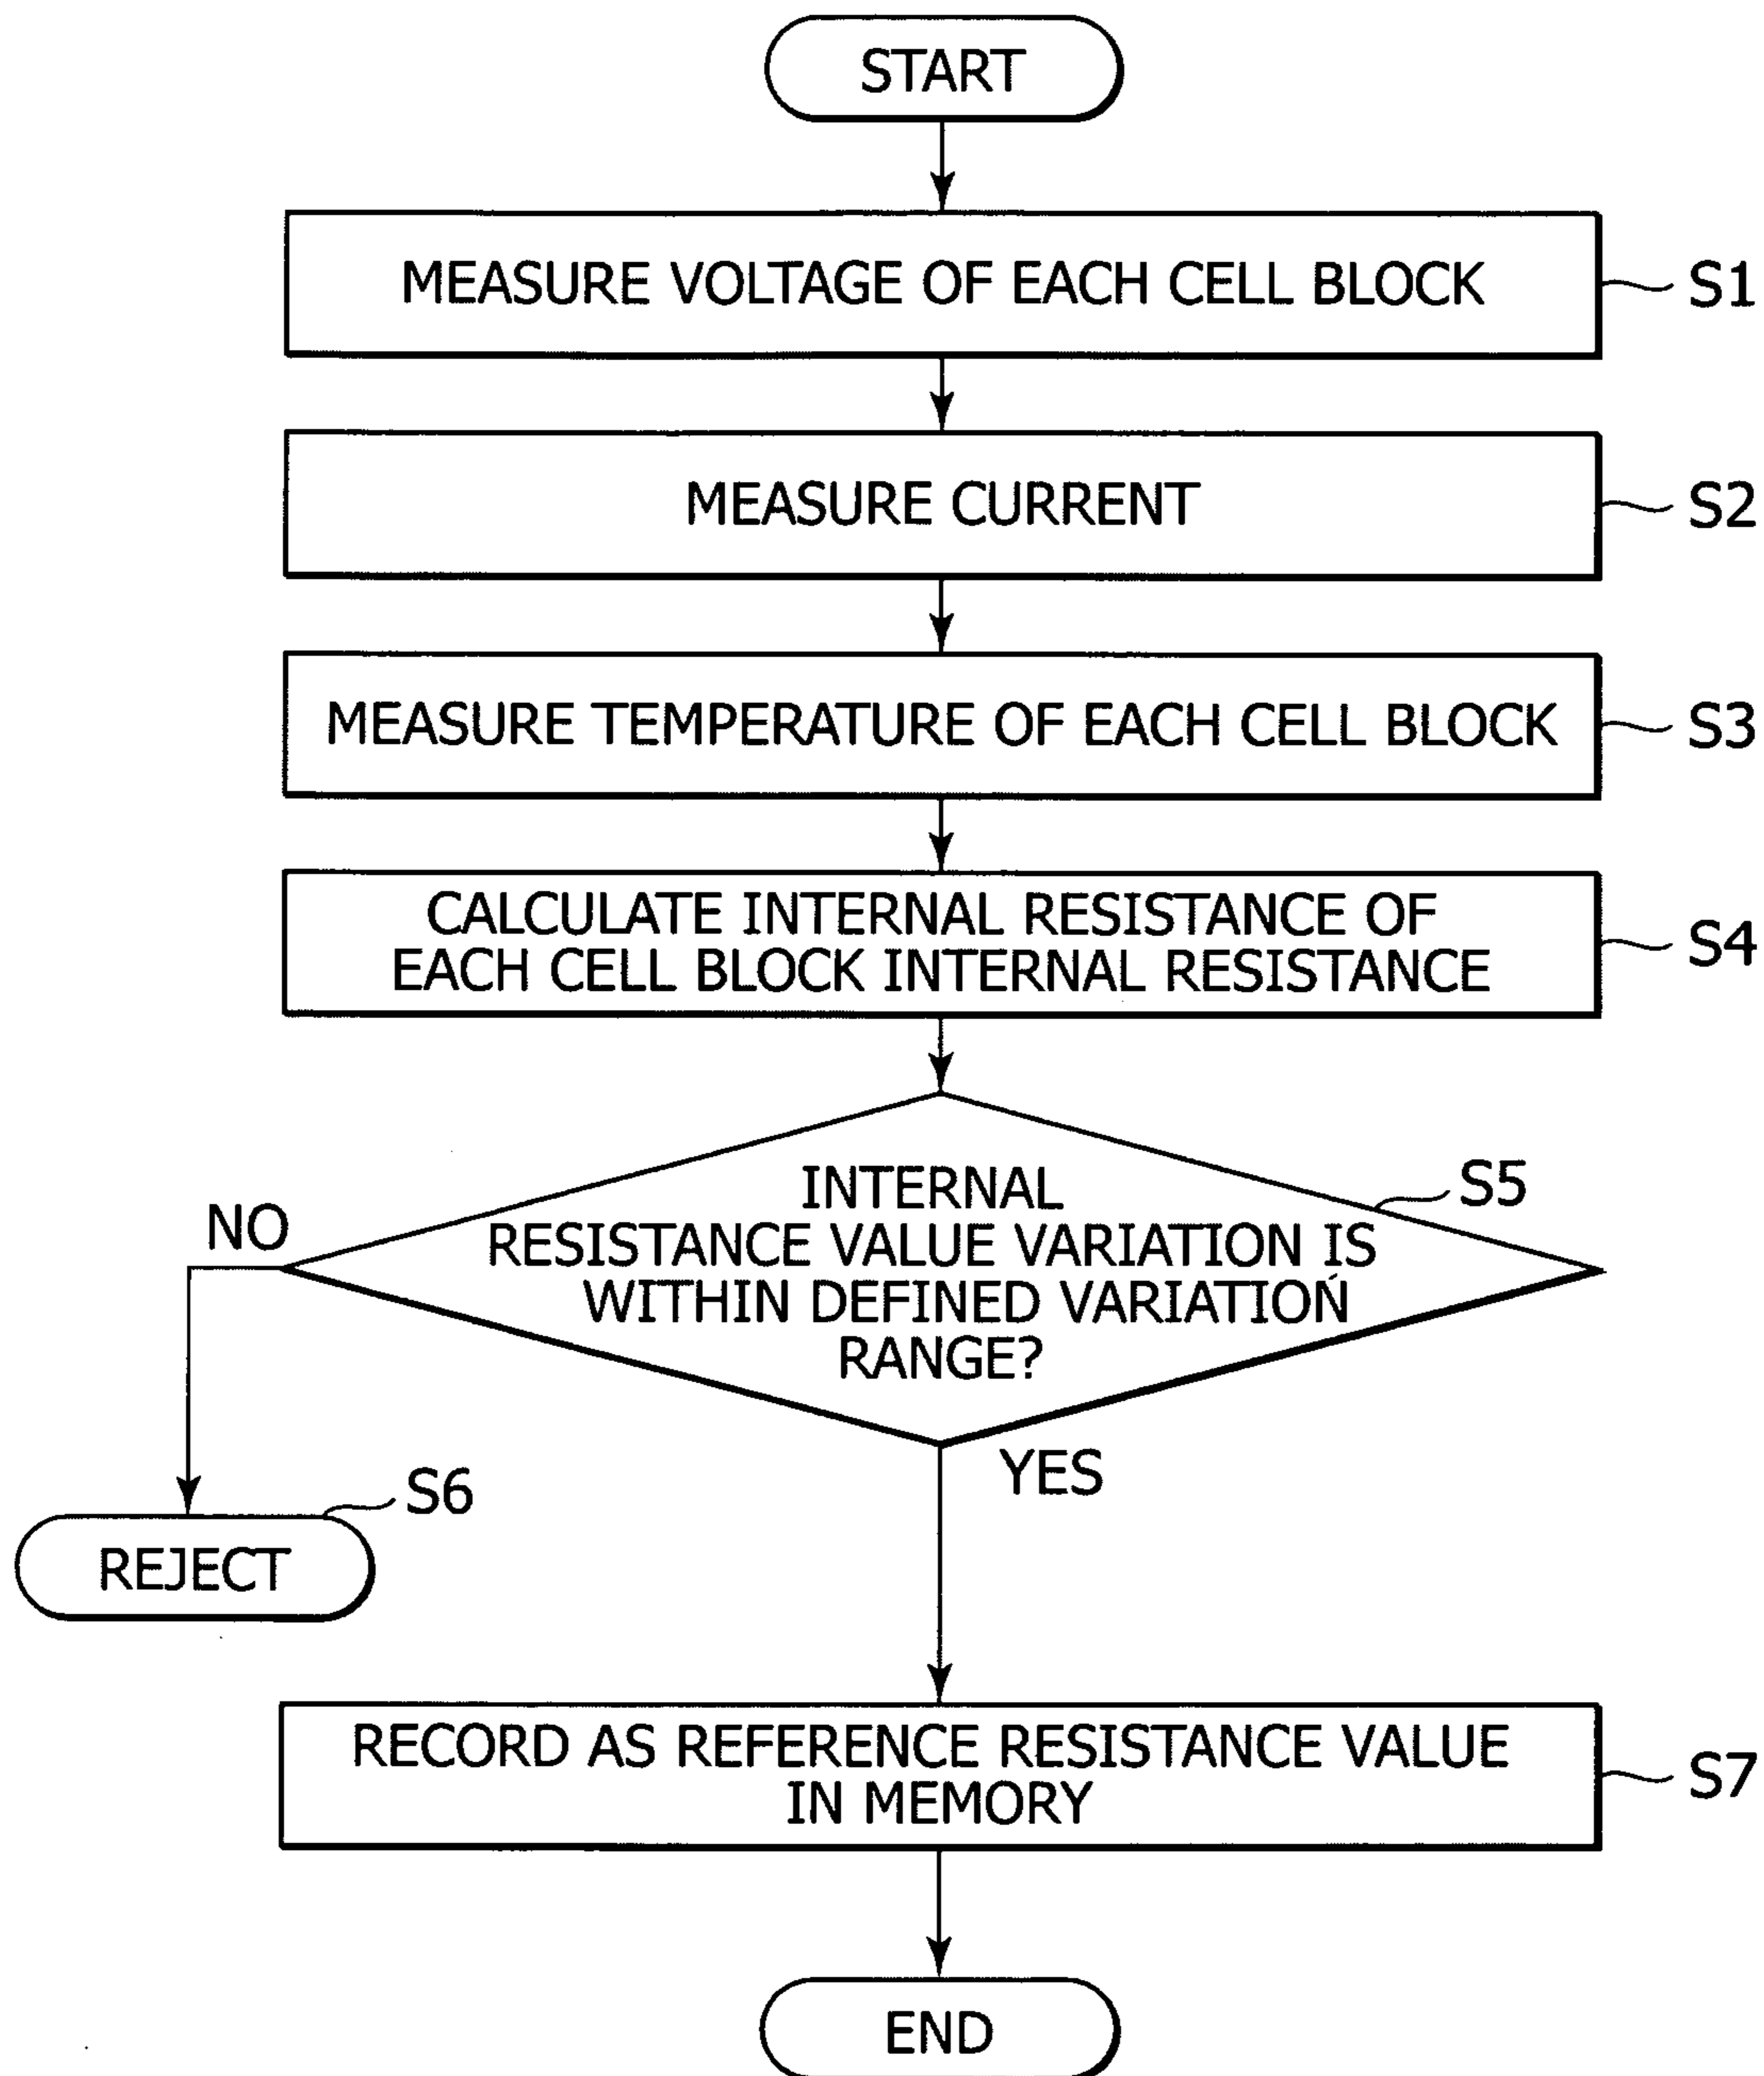 START
MEASURE VOLTAGE OF EACH CELL BLOCK
S1
MEASURE CURRENT
S2
MEASURE TEMPERATURE OF EACH CELL BLOCK
S3
CALCULATE INTERNAL RESISTANCE OF
EACH CELL BLOCK INTERNAL RESISTANCE
S4
INTERNAL
RESISTANCE VALUE VARIATION IS
WITHIN DEFINED VARIATION
RANGE?
S5
NO
YES
S6
REJECT
RECORD AS REFERENCE RESISTANCE VALUE
IN MEMORY
S7
END